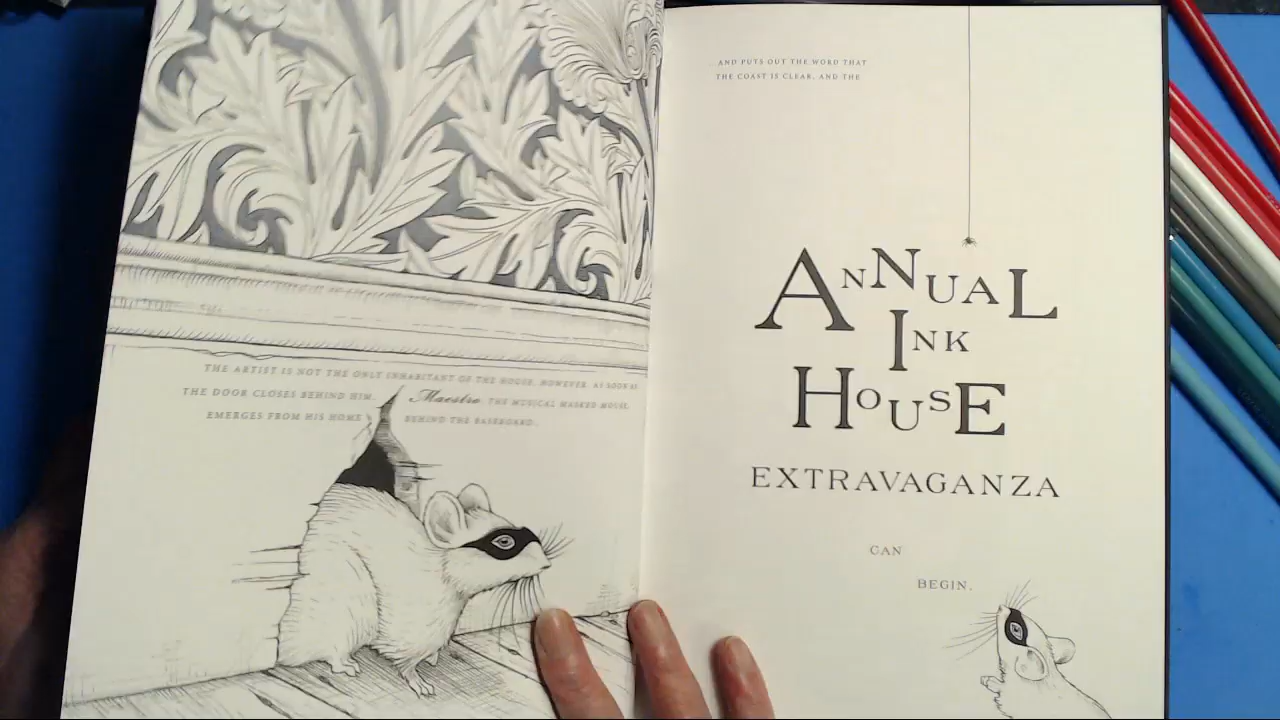 THE ARTIST IS NOT THE ONLY INHABITANT OF THE HOUSE, HOWEVER. AS SOON AS
THE DOOR CLOSES BEHIND HIM, Maestro THE MUSICAL MASKED MOUSE,
EMERGES FROM HIS HOME BEHIND THE BASEBOARD..
...AND PUTS OUT THE WORD THAT
THE COAST IS CLEAR, AND THE
ANNUAL
INK
HOUSE
EXTRAVAGANZA
CAN
BEGIN.